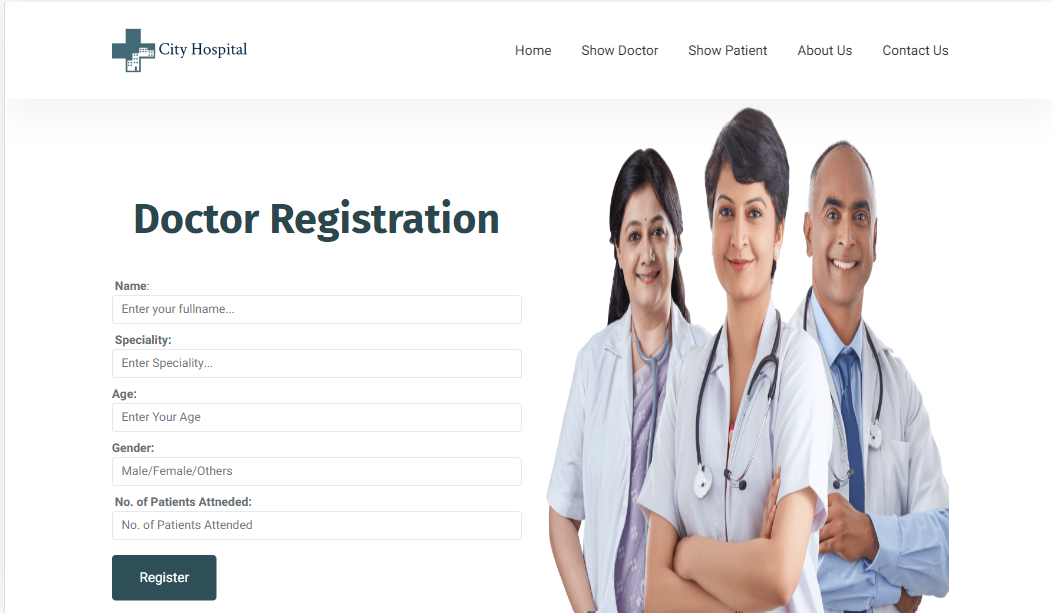 City Hospital
Home Show Doctor Show Patient About Us Contact Us
Doctor Registration
Name:
Enter your fullname...
Speciality:
Enter Speciality...
Age:
Enter Your Age
Gender:
Male/Female/Others
No. of Patients Attneded:
No. of Patients Attended
Register